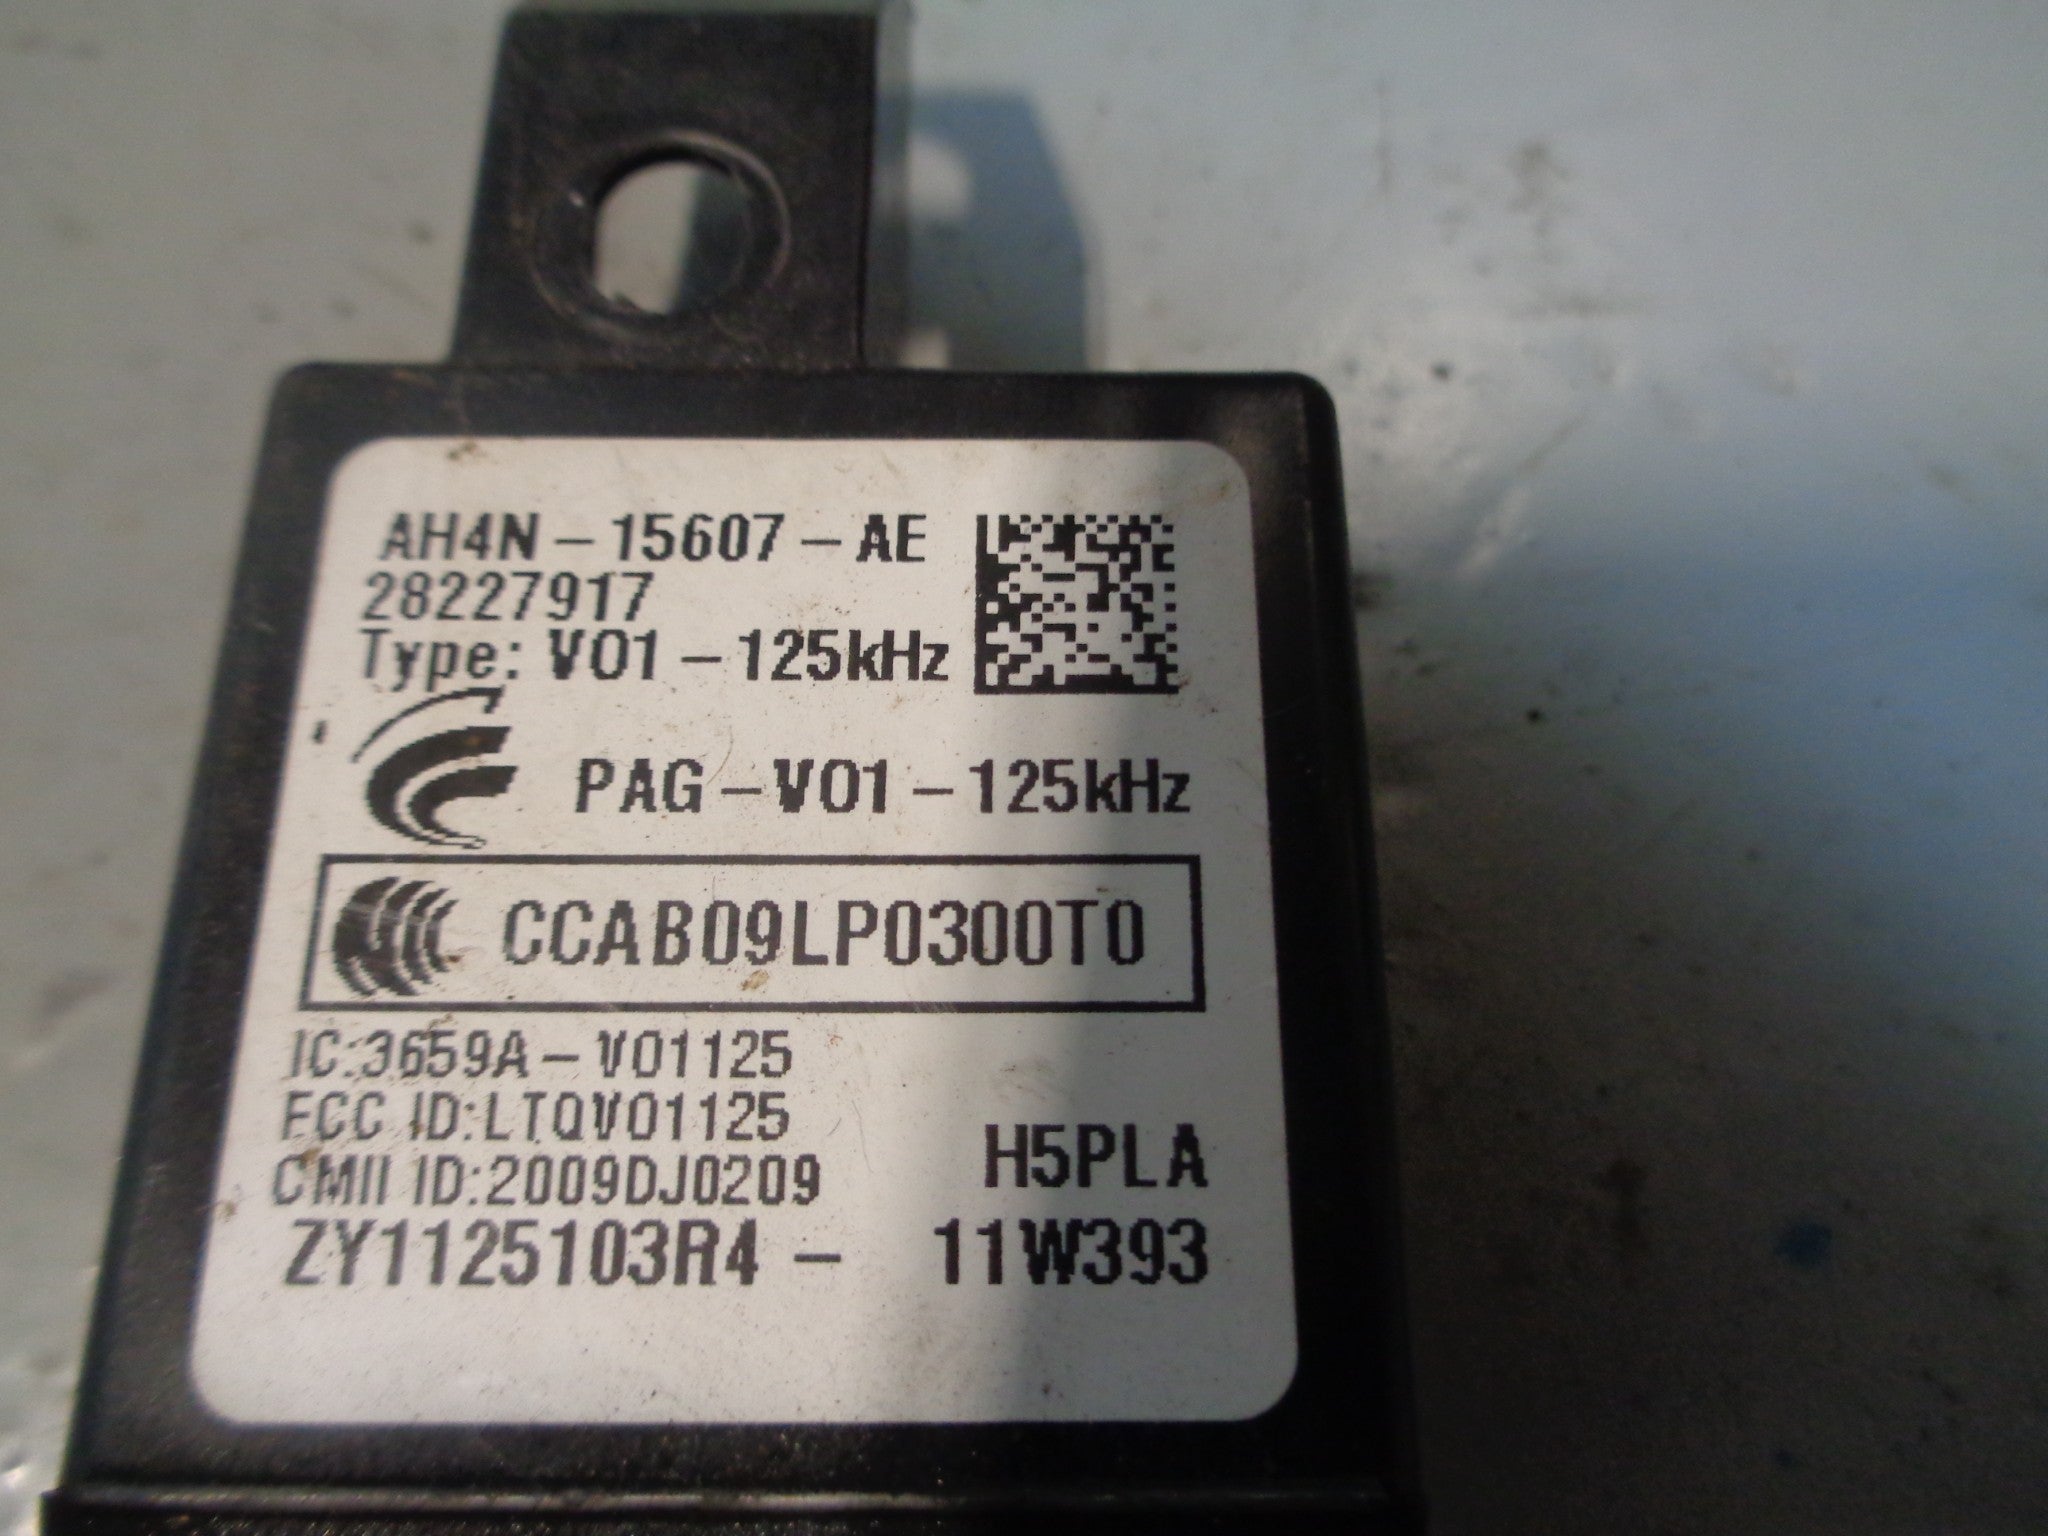 AH4N-15607-AE
28227917
Type: V01-125kHz
PAG-V01-125kHz
CCAB09LP0300T0
IC:3659A-V01125
FCC ID:LTQV01125
CMII ID:2009DJ0209
H5PLA
ZY1125103R4- 11W393